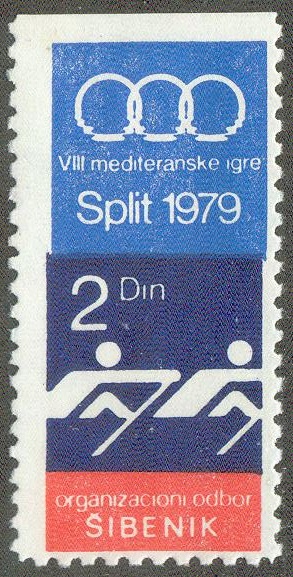 VIII mediteranske igre
Split 1979
2 Din
organizacioni odbor
ŠIBENIK